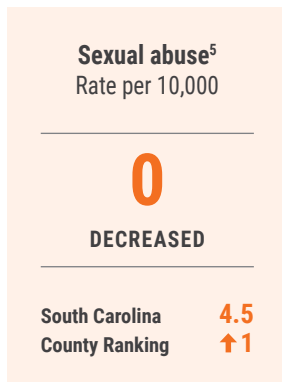 Sexual abuse⁵
Rate per 10,000
0
DECREASED
South Carolina 4.5
County Ranking ↑1